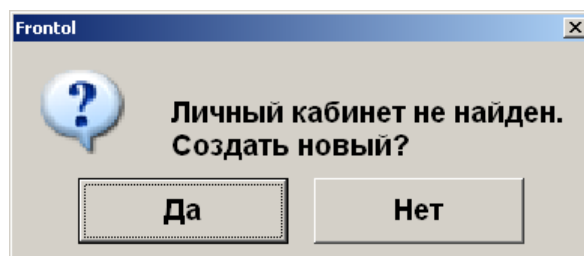 Frontol
Личный кабинет не найден.
Создать новый?
Да
Нет